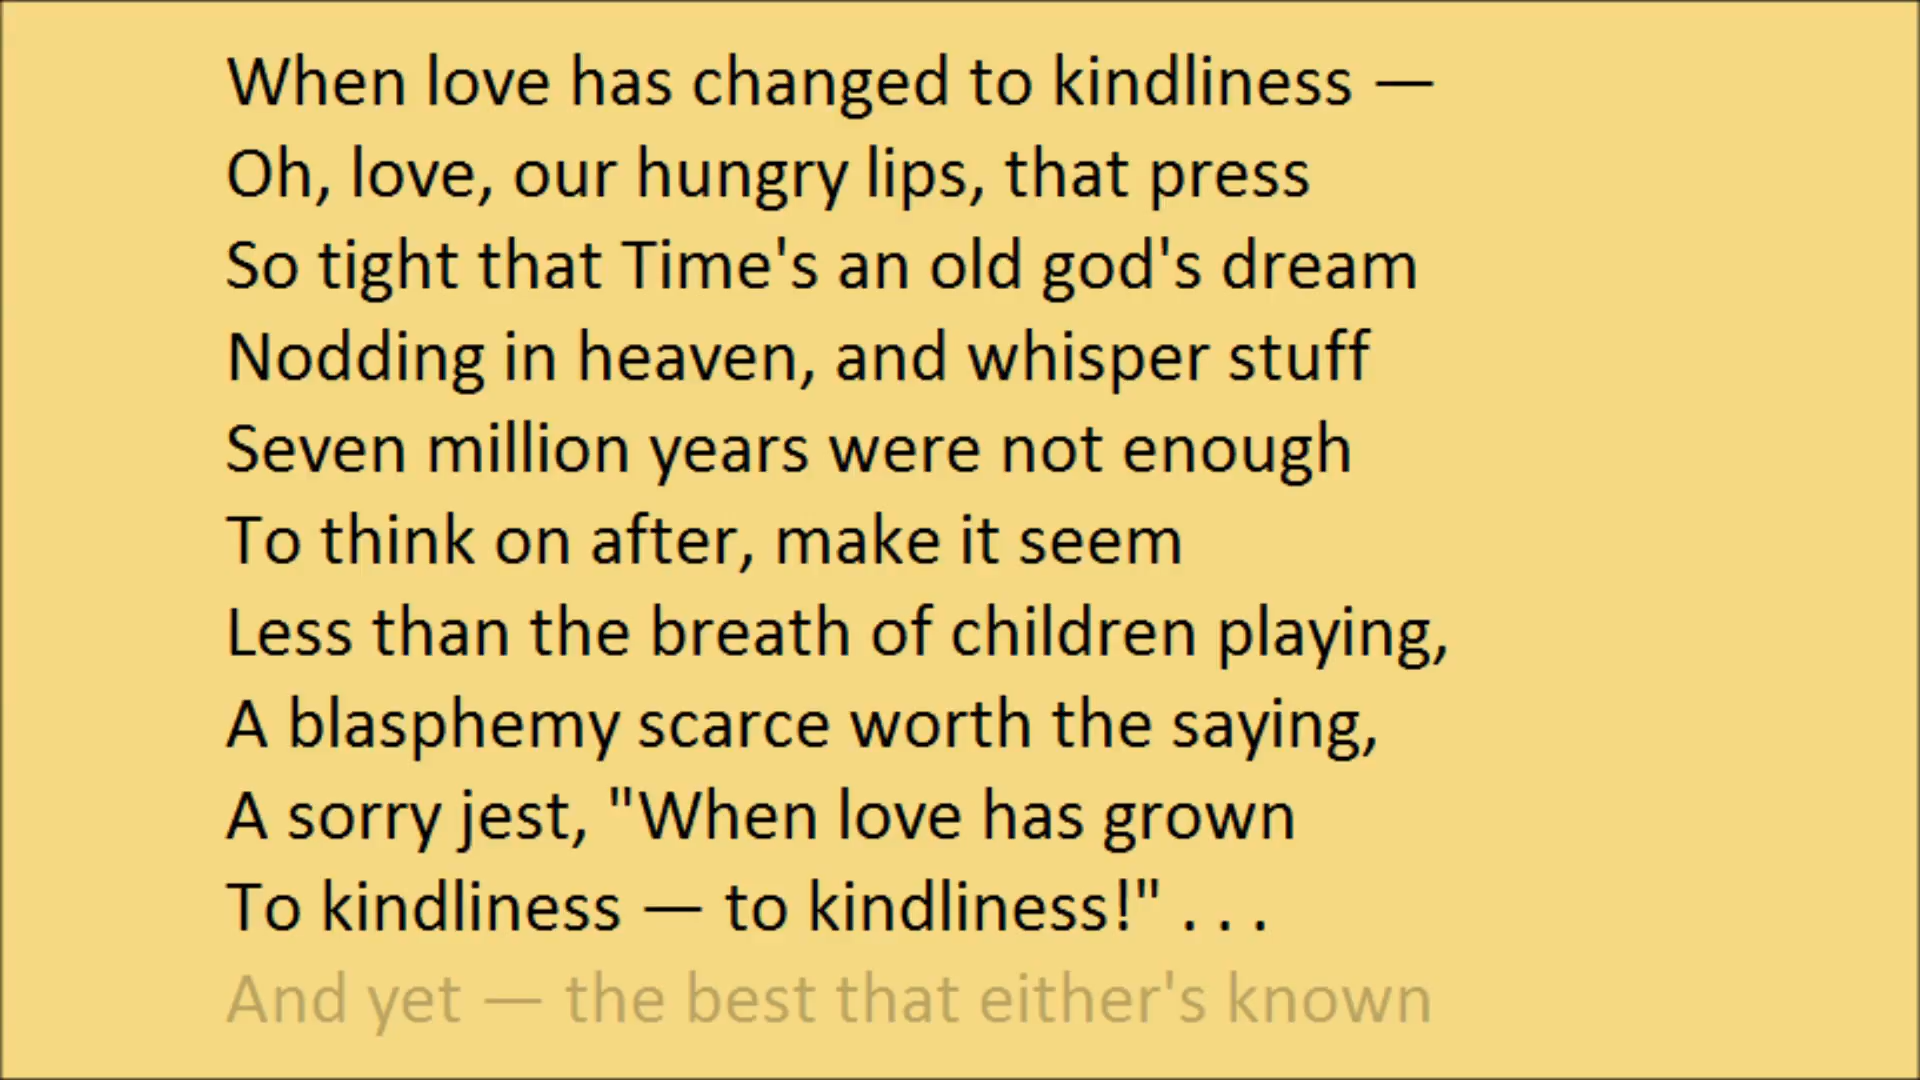 When love has changed to kindliness —
Oh, love, our hungry lips, that press
So tight that Time's an old god's dream
Nodding in heaven, and whisper stuff
Seven million years were not enough
To think on after, make it seem
Less than the breath of children playing,
A blasphemy scarce worth the saying,
A sorry jest, "When love has grown
To kindliness — to kindliness!" . . .
And yet — the best that either's known